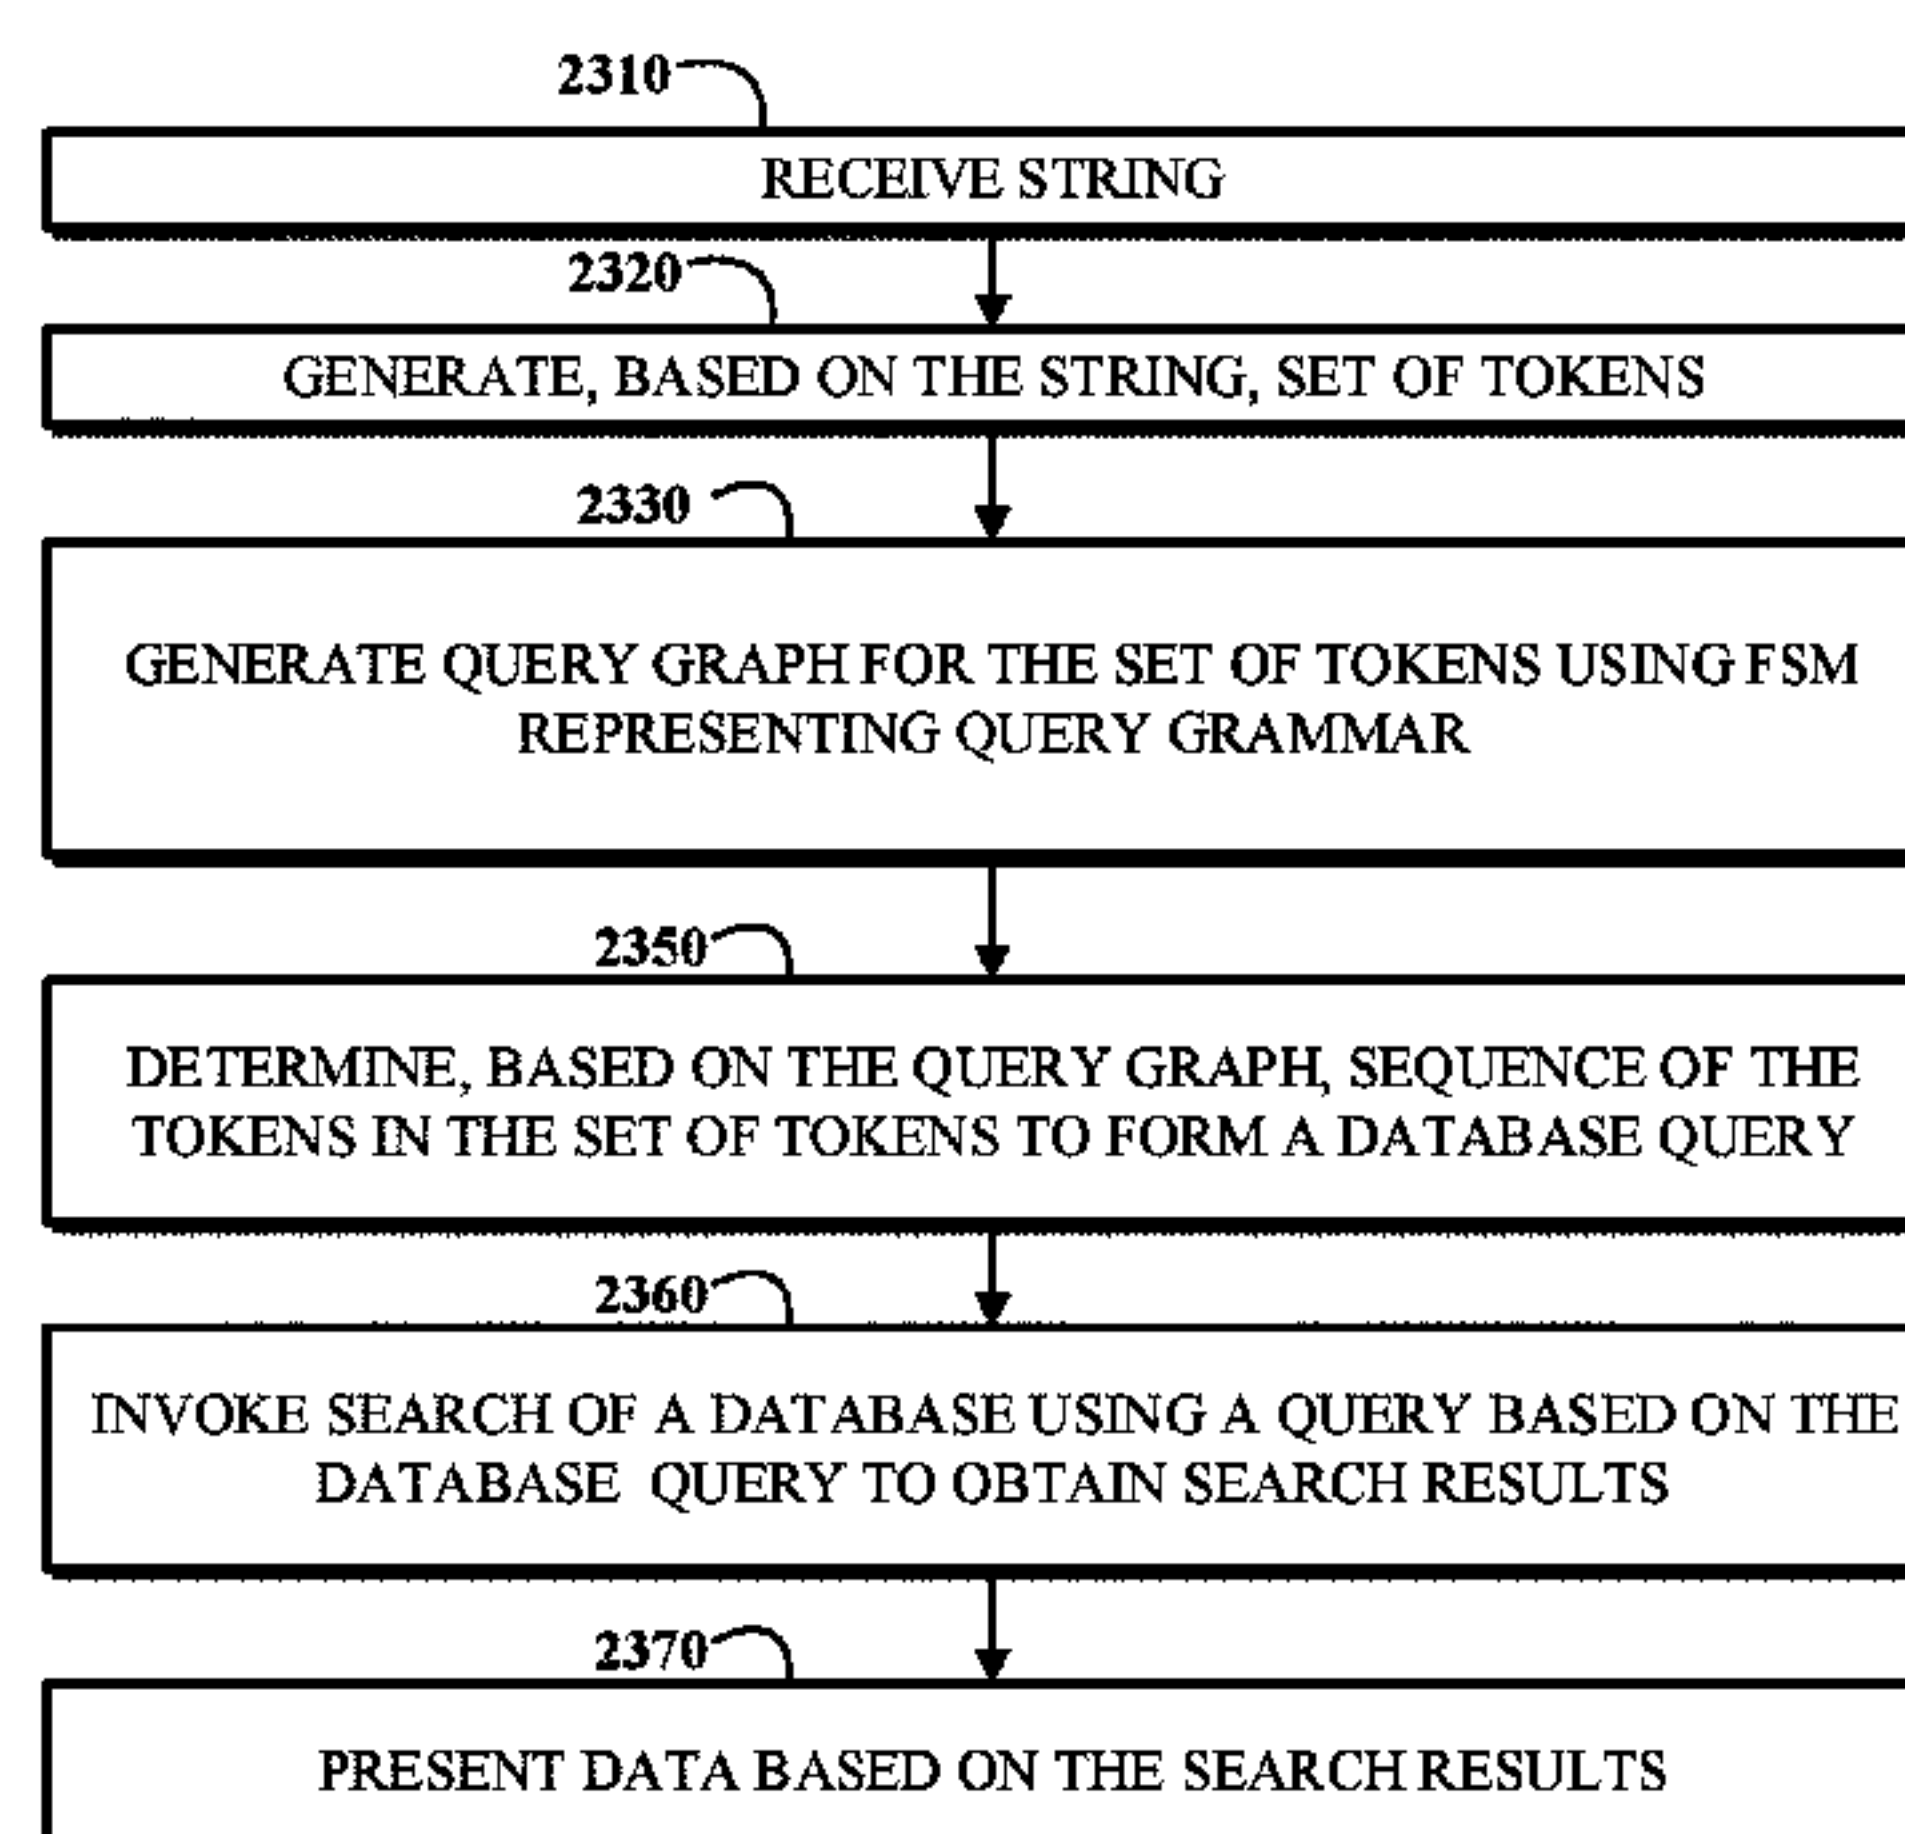 2310
RECEIVE STRING
2320
GENERATE, BASED ON THE STRING, SET OF TOKENS
2330
GENERATE QUERY GRAPH FOR THE SET OF TOKENS USING FSM
REPRESENTING QUERY GRAMMAR
2350
DETERMINE, BASED ON THE QUERY GRAPH, SEQUENCE OF THE
TOKENS IN THE SET OF TOKENS TO FORM A DATABASE QUERY
2360
INVOKE SEARCH OF A DATABASE USING A QUERY BASED ON THE
DATABASE QUERY TO OBTAIN SEARCH RESULTS
2370
PRESENT DATA BASED ON THE SEARCH RESULTS